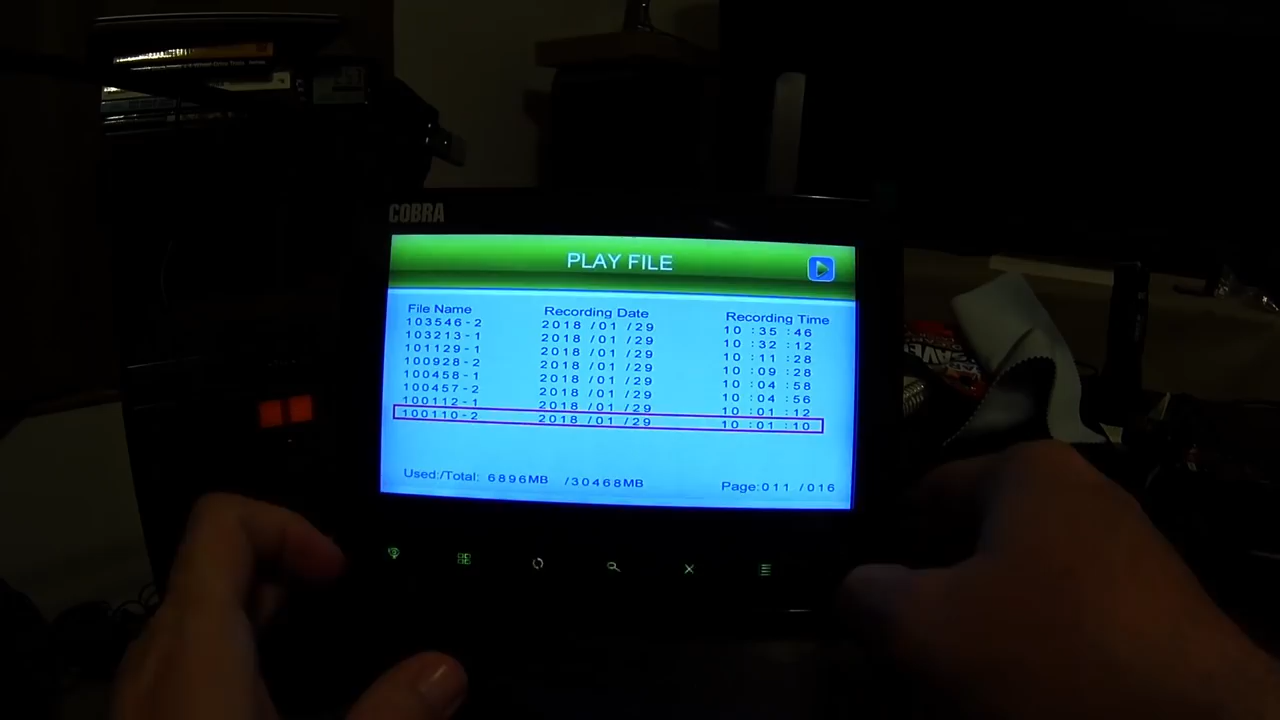 COBRA
PLAY FILE
File Name Recording Date Recording Time
103546-2 2018 /01 /29 10 :35 :46
103213-1 2018 /01 /29 10 :32 :12
101129-1 2018 /01 /29 10 :11 :28
100928-2 2018 /01 /29 10 :09 :28
100458-1 2018 /01 /29 10 :04 :58
100457-2 2018 /01 /29 10 :04 :56
100112-1 2018 /01 /29 10 :01 :12
100110-2 2018 /01 /29 10 :01 :10
Used:/Total: 6896MB /30468MB Page:011 /016